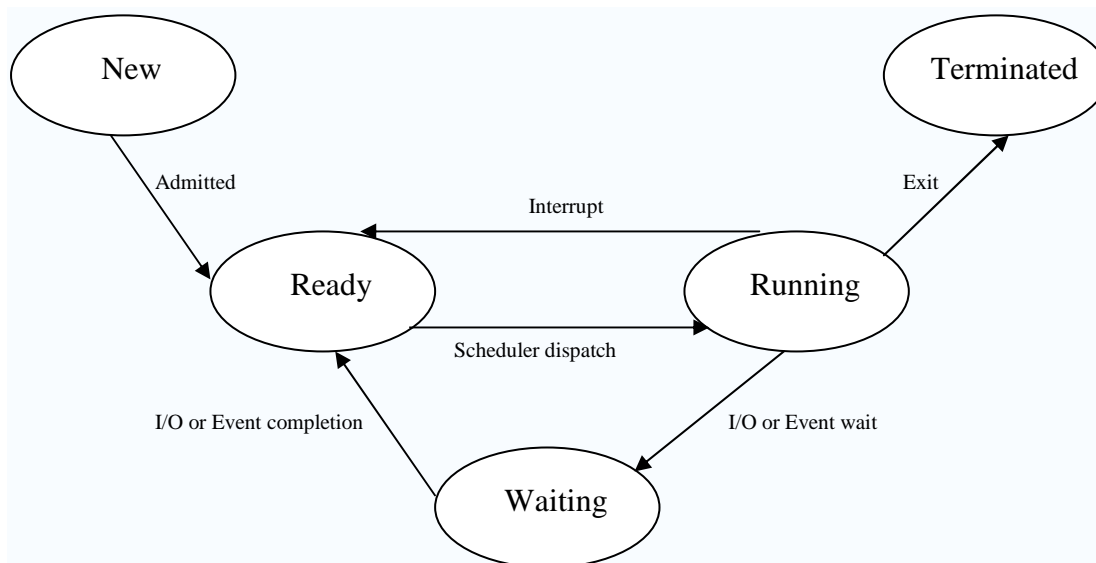 New
Terminated
Admitted
Exit
Interrupt
Ready
Running
Scheduler dispatch
I/O or Event completion
I/O or Event wait
Waiting